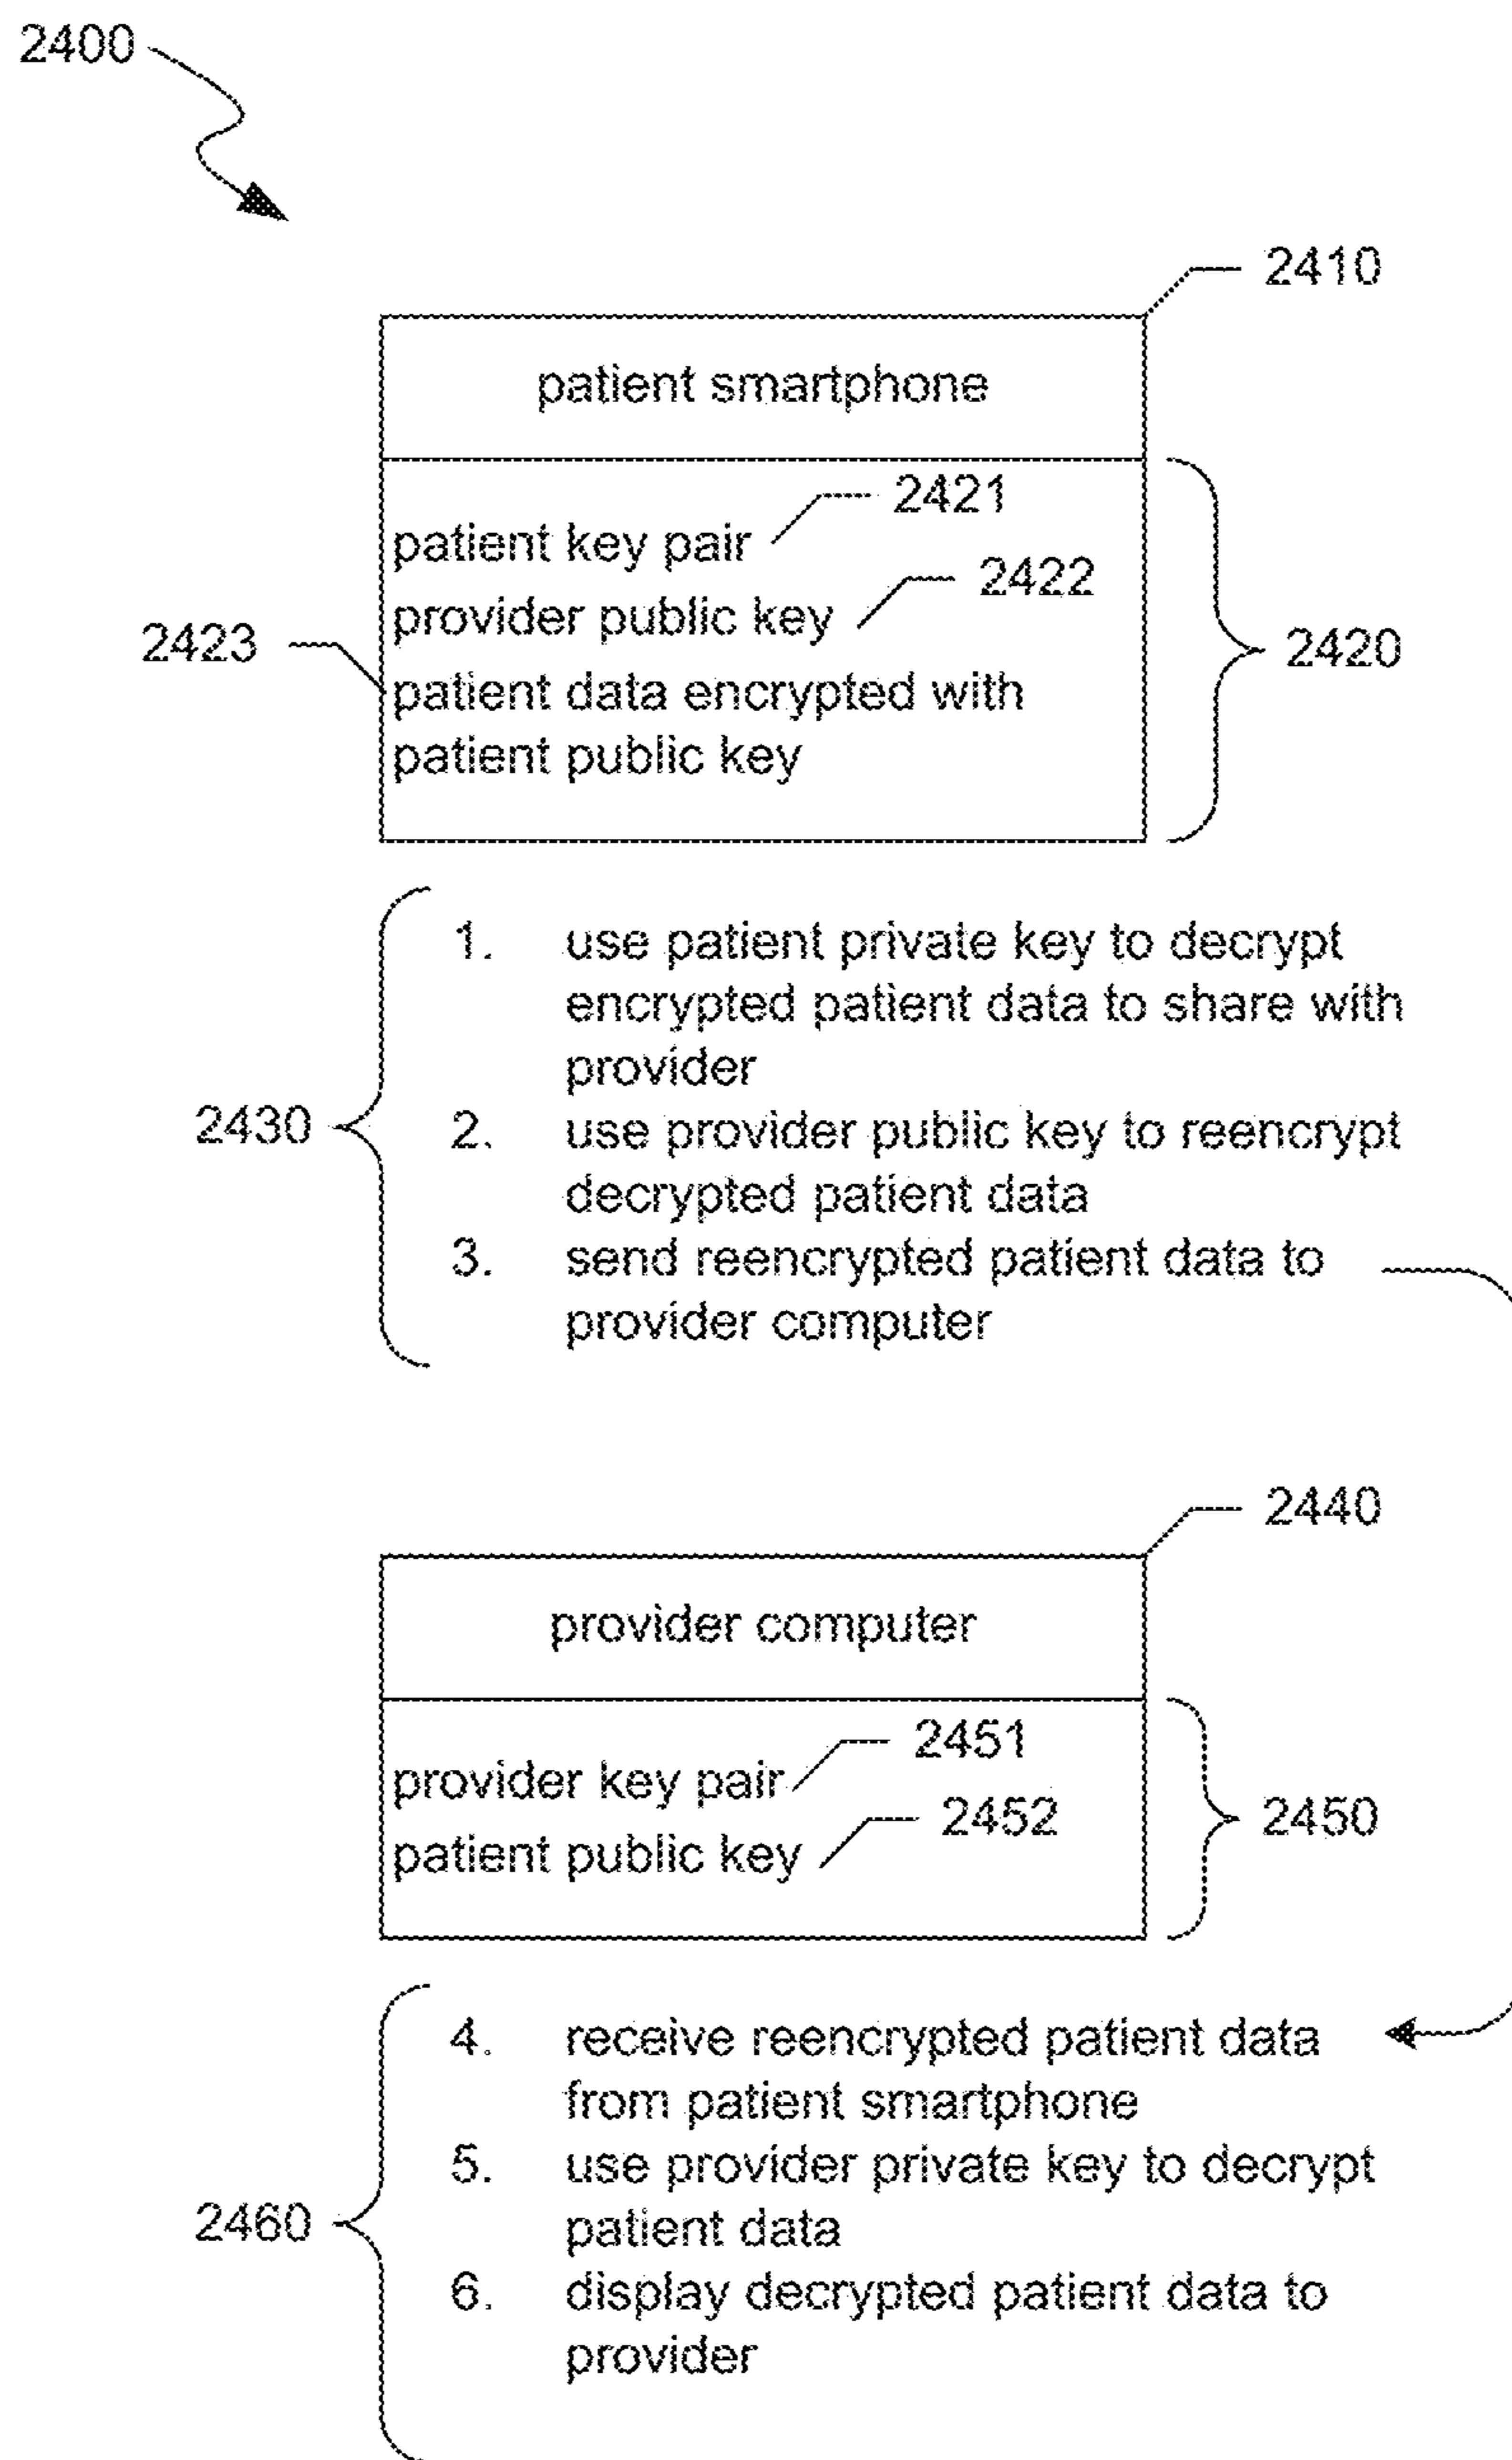 2400
2410
patient smartphone
2421
patient key pair
2422
provider public key
2423
patient data encrypted with
patient public key
2420
1. use patient private key to decrypt
encrypted patient data to share with
provider
2430
2. use provider public key to reencrypt
decrypted patient data
3. send reencrypted patient data to
provider computer
2440
provider computer
2451
provider key pair
2452
patient public key
2450
4. receive reencrypted patient data
from patient smartphone
5. use provider private key to decrypt
patient data
2460
6. display decrypted patient data to
provider